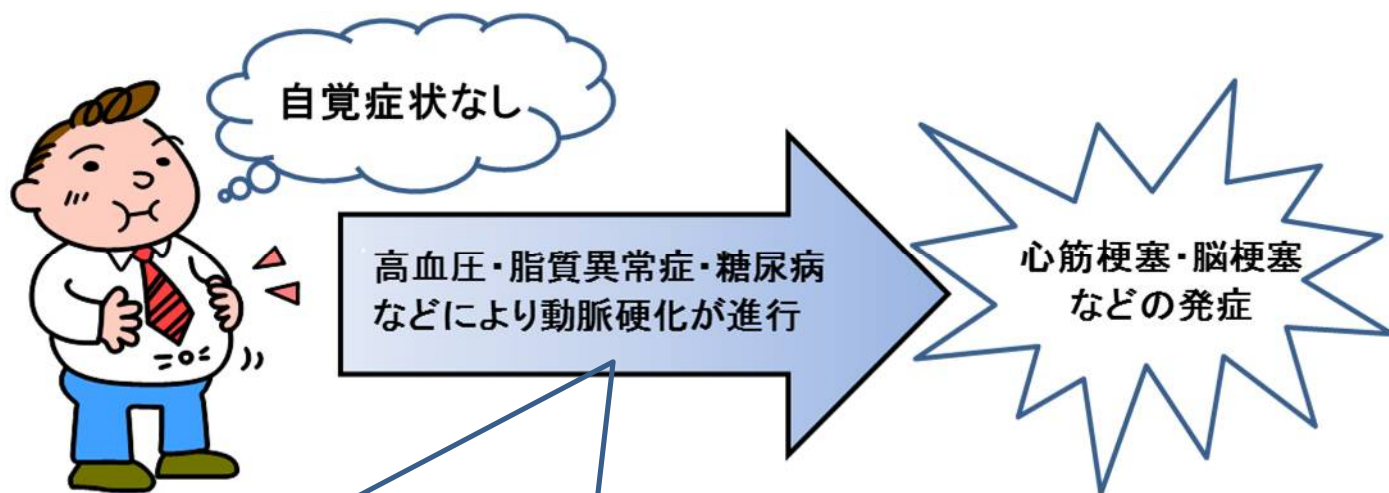 自覚症状なし
高血圧・脂質異常症・糖尿病
などにより動脈硬化が進行
心筋梗塞・脳梗塞
などの発症